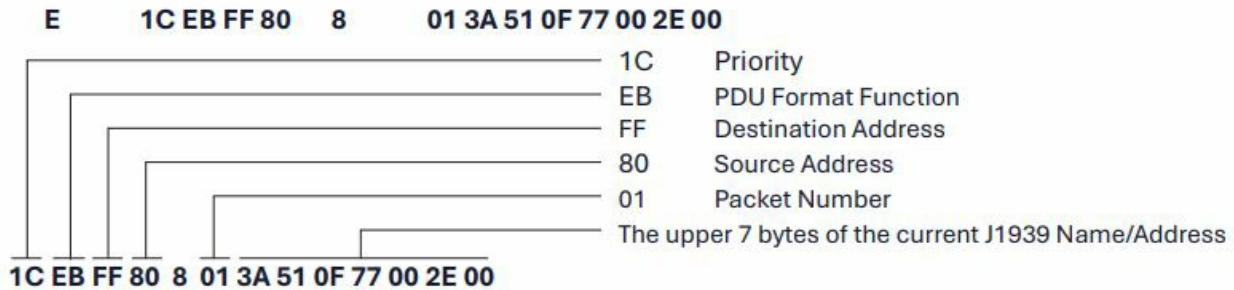 E 1C EB FF 80 8 01 3A 51 0F 77 00 2E 00
1C Priority
EB PDU Format Function
FF Destination Address
80 Source Address
01 Packet Number
The upper 7 bytes of the current J1939 Name/Address
1C EB FF 80 8 01 3A 51 0F 77 00 2E 00